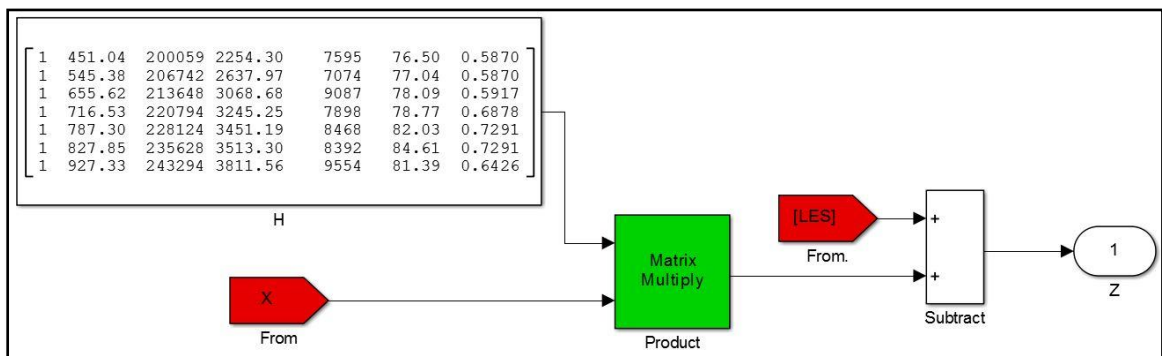 1 451.04 200059 2254.30 7595 76.50 0.5870
1 545.38 206742 2637.97 7074 77.04 0.5870
1 655.62 213648 3068.68 9087 78.09 0.5917
1 716.53 220794 3245.25 7898 78.77 0.6878
1 787.30 228124 3451.19 8468 82.03 0.7291
1 827.85 235628 3513.30 8392 84.61 0.7291
1 927.33 243294 3811.56 9554 81.39 0.6426
H
X
From
Matrix
Multiply
Product
[LES]
From.
+
+
Subtract
1
Z